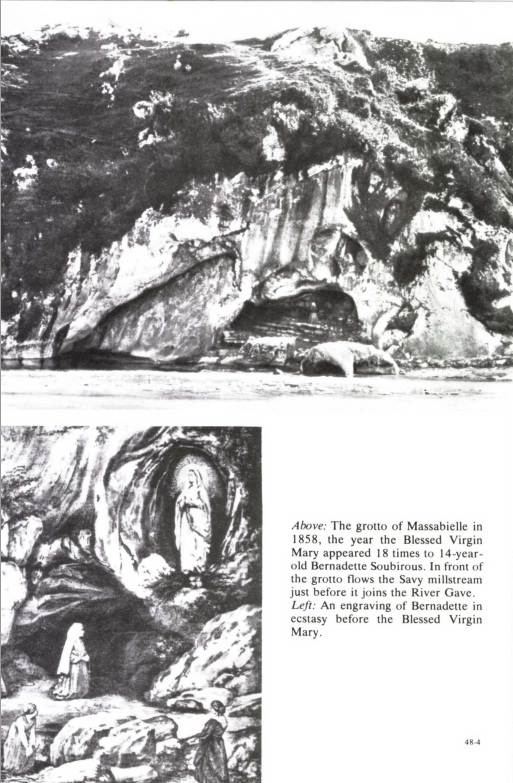 Above: The grotto of Massabielle in
1858, the year the Blessed Virgin
Mary appeared 18 times to 14-year-
old Bernadette Soubirous. In front of
the grotto flows the Savy millstream
just before it joins the River Gave.
Left: An engraving of Bernadette in
ecstasy before the Blessed Virgin
Mary.
48-4